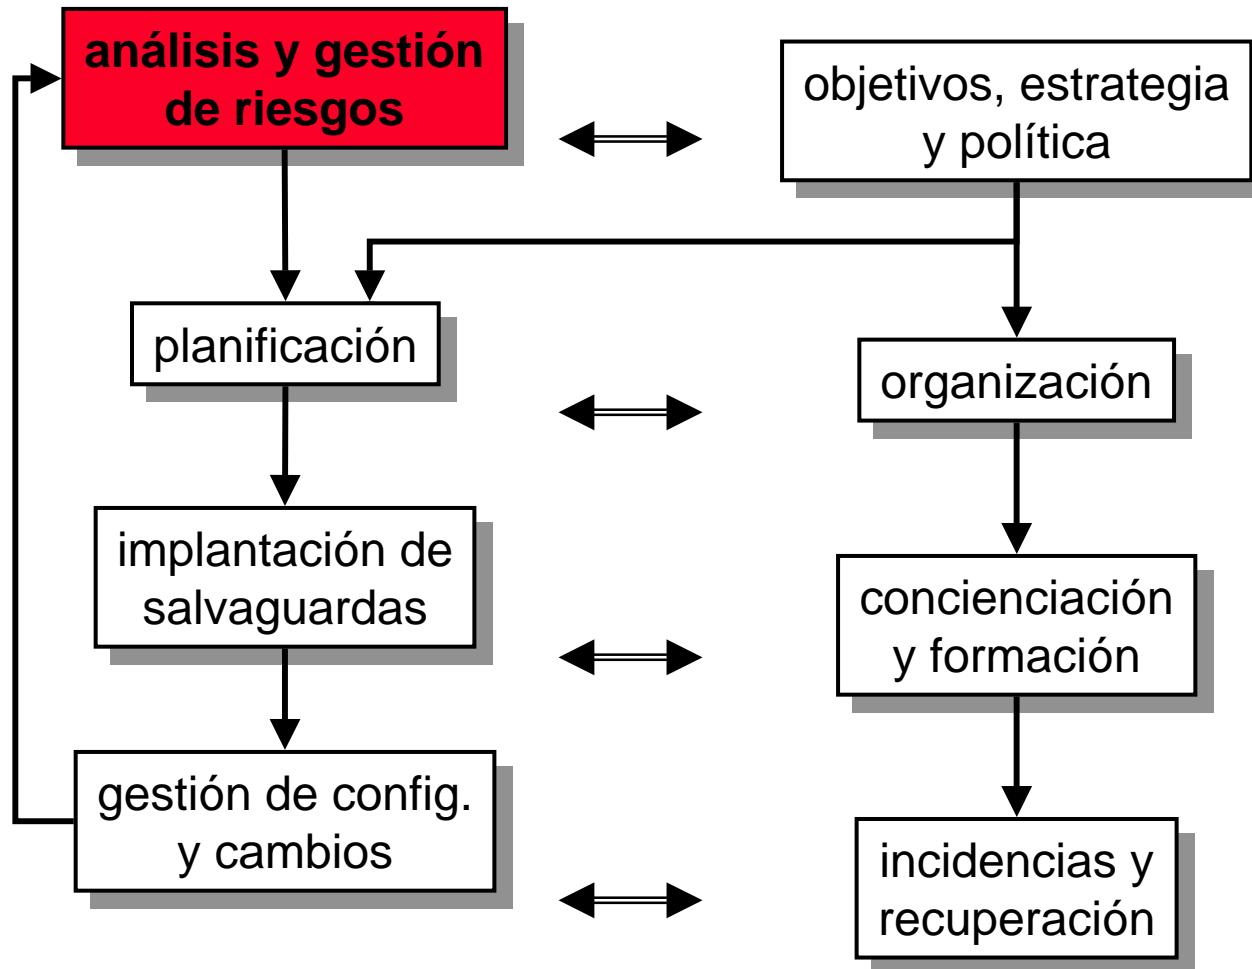 análisis y gestión
de riesgos
objetivos, estrategia
y política
planificación
organización
implantación de
salvaguardas
concienciación
y formación
gestión de config.
y cambios
incidencias y
recuperación